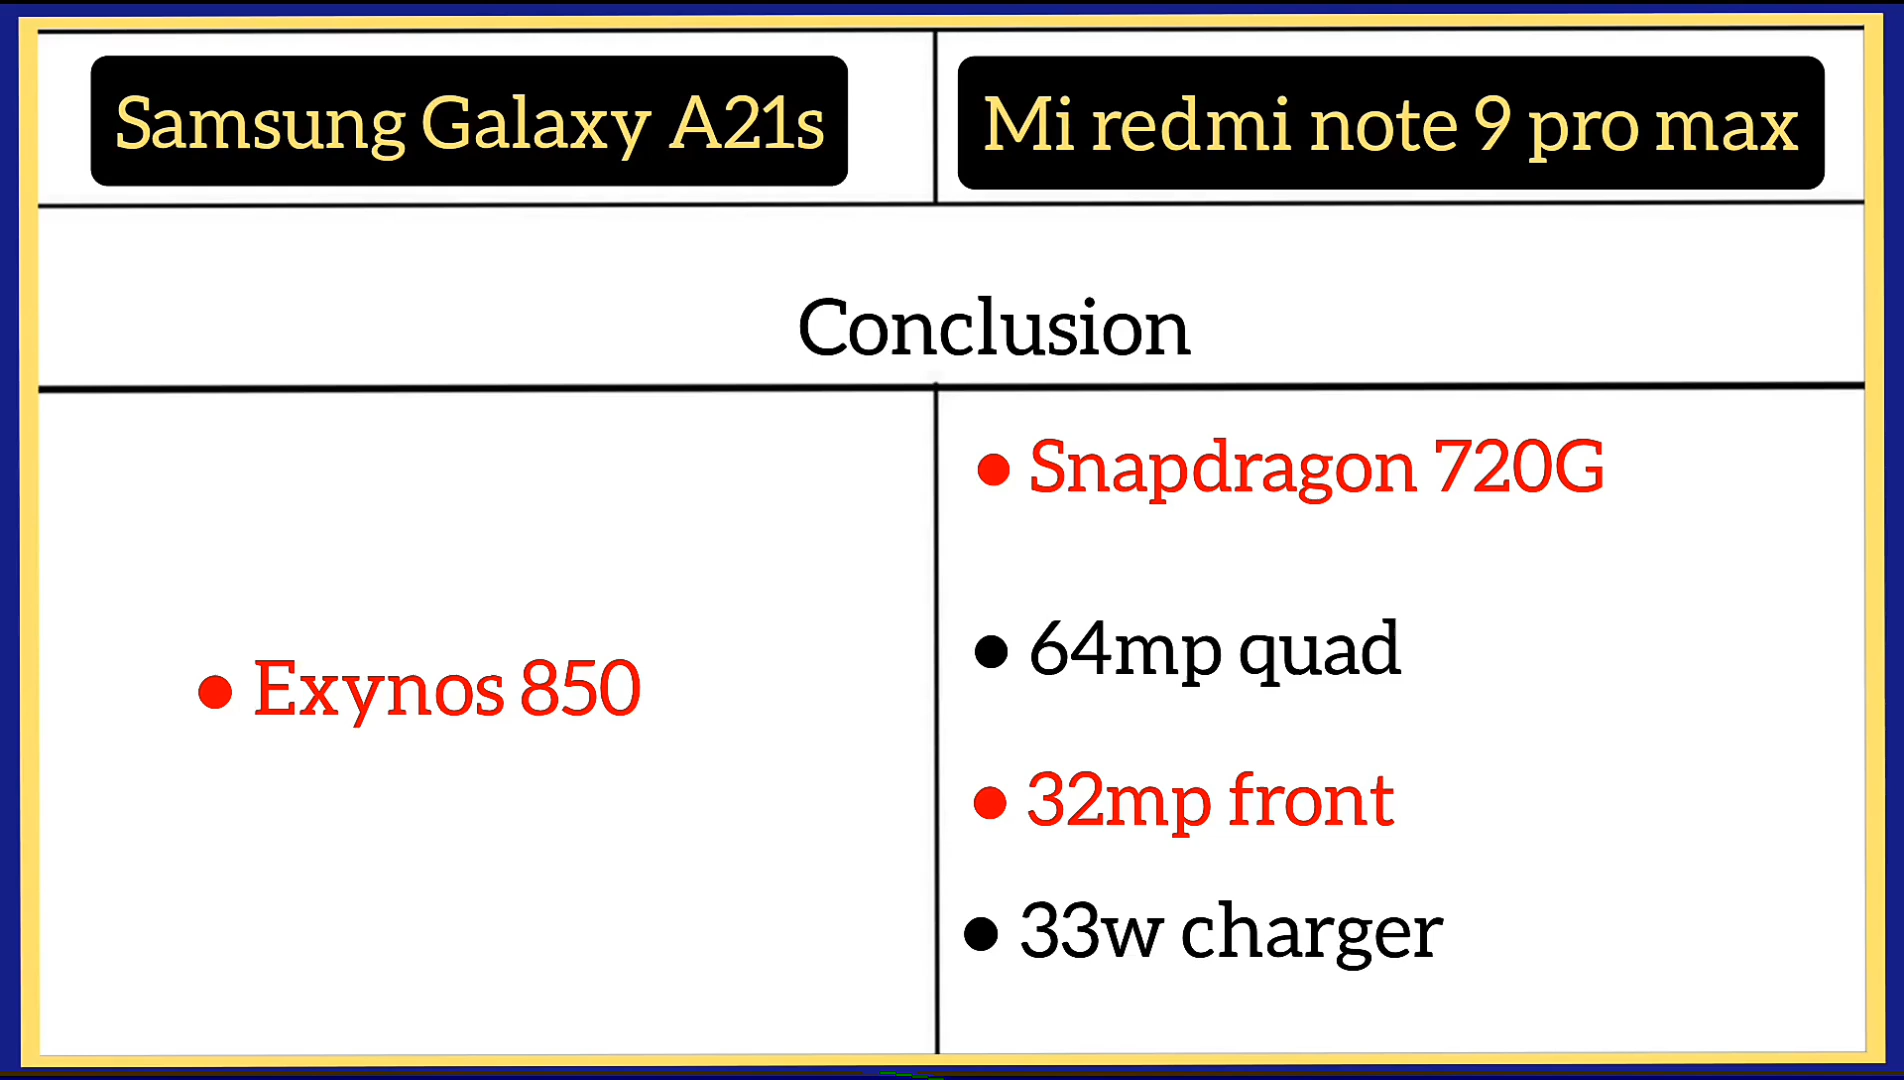 Samsung Galaxy A21s
Mi redmi note 9 pro max
Conclusion
• Exynos 850
• Snapdragon 720G
• 64mp quad
• 32mp front
• 33w charger